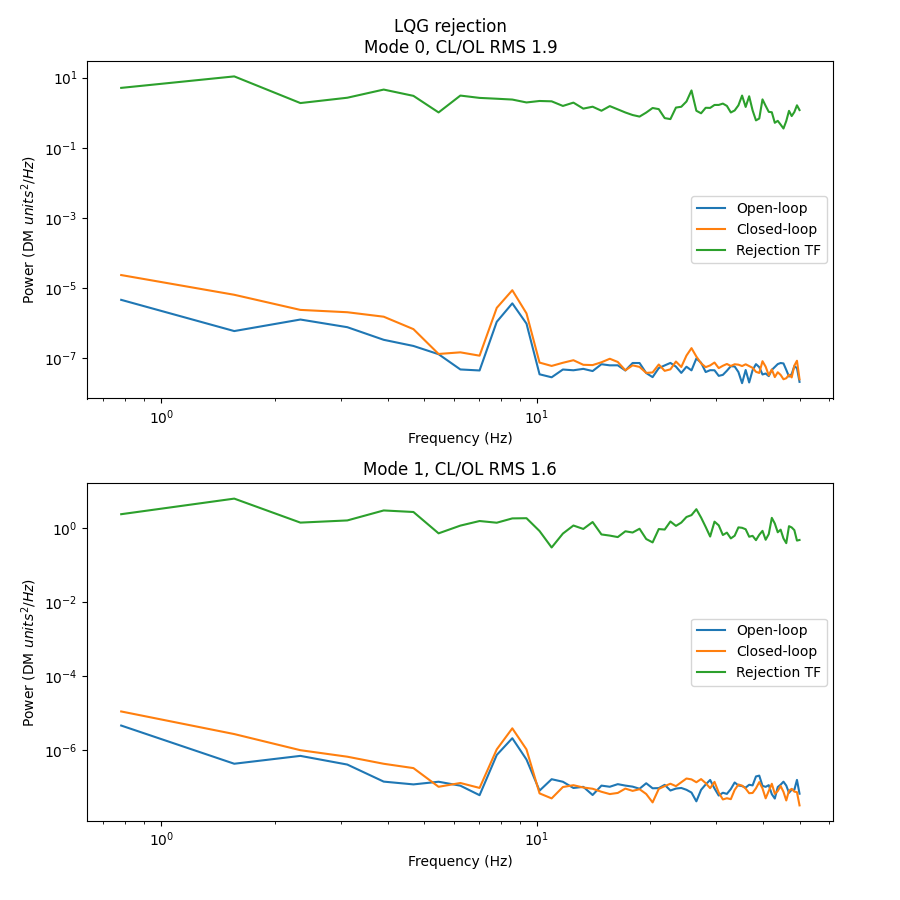 LQG rejection
Mode 0, CL/OL RMS 1.9
10^1
10^-1
10^-3
10^-5
10^-7
Power (DM units^2/Hz)
Open-loop
Closed-loop
Rejection TF
10^0
10^1
Frequency (Hz)
Mode 1, CL/OL RMS 1.6
10^0
10^-2
10^-4
10^-6
Power (DM units^2/Hz)
Open-loop
Closed-loop
Rejection TF
10^0
10^1
Frequency (Hz)